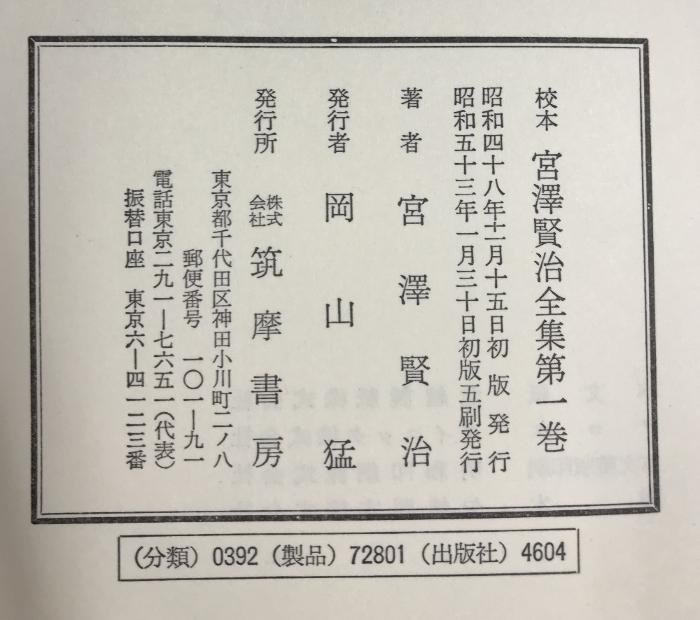 校本 宮澤賢治全集第一巻
昭和四十八年十一月十五日初版発行
昭和五十三年一月三十日初版五刷発行
著者 宮澤賢治
発行者 岡山猛
発行所 株式会社 筑摩書房
東京都千代田区神田小川町二ノ八
郵便番号 一〇一―九一
電話東京二九一―七六五一(代表)
振替口座 東京六―四一二三番
(分類) 0392 (製品) 72801 (出版社) 4604